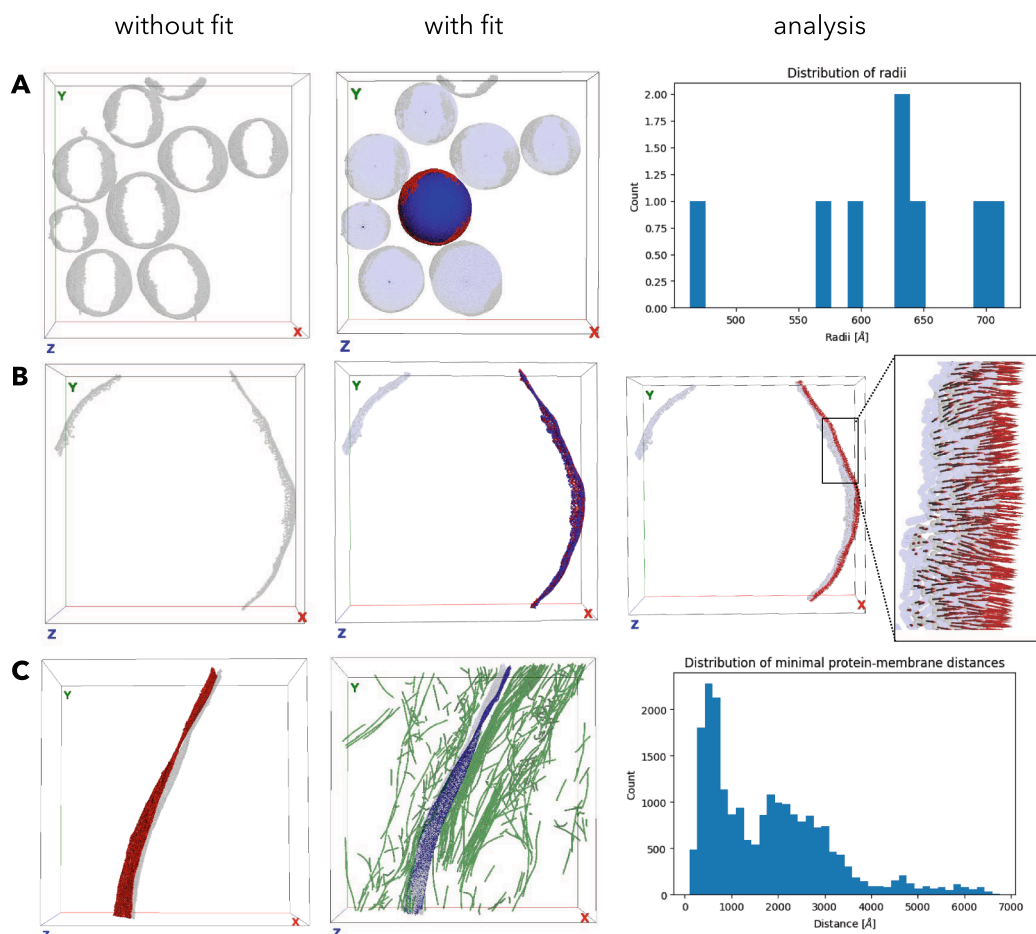 without fit with fit analysis
A
Y
X
Z
Y
X
Z
Distribution of radii
Count
2.00
1.75
1.50
1.25
1.00
0.75
0.50
0.25
0.00
500 550 600 650 700
Radii [Å]
B
Y
X
Z
Y
X
Z
Y
X
Z
C
Y
X
Z
Y
X
Z
Distribution of minimal protein-membrane distances
Count
2000
1500
1000
500
0
0 1000 2000 3000 4000 5000 6000 7000
Distance [Å]